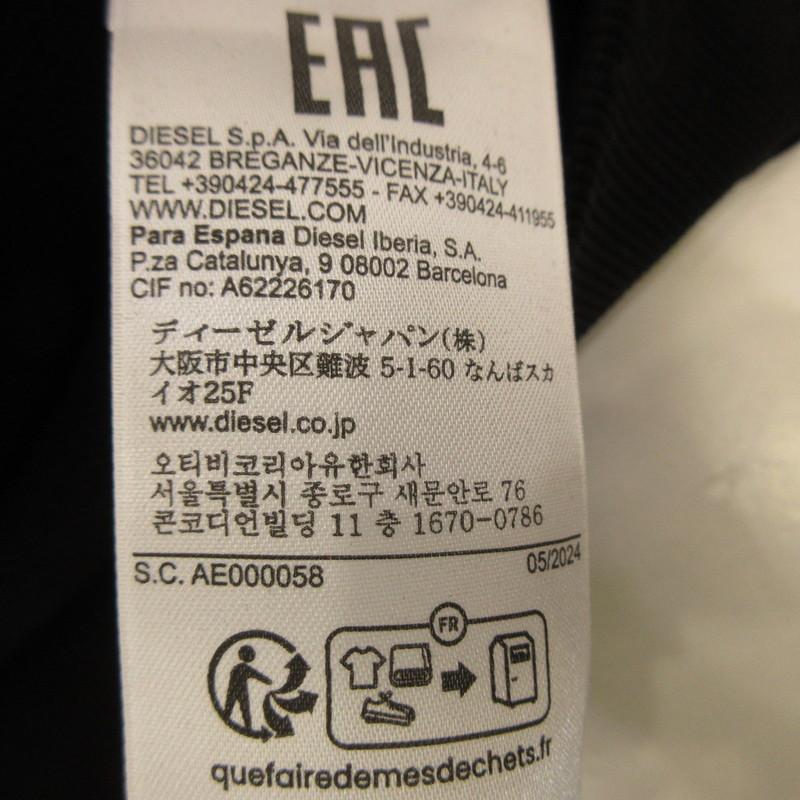 EAC
DIESEL S.p.A. Via dell'Industria, 4-6
36042 BREGANZE-VICENZA-ITALY
TEL +390424-477555 - FAX +390424-411955
WWW.DIESEL.COM
Para Espana Diesel Iberia, S.A.
P.za Catalunya, 9 08002 Barcelona
CIF no: A62226170
ディーゼルジャパン(株)
大阪市中央区難波 5-1-60 なんばスカ
イオ25F
www.diesel.co.jp
오티비코리아유한회사
서울특별시 종로구 새문안로 76
콘코디언빌딩 11 층 1670-0786
S.C. AE000058 05/2024
FR
quefairedemesdechets.fr